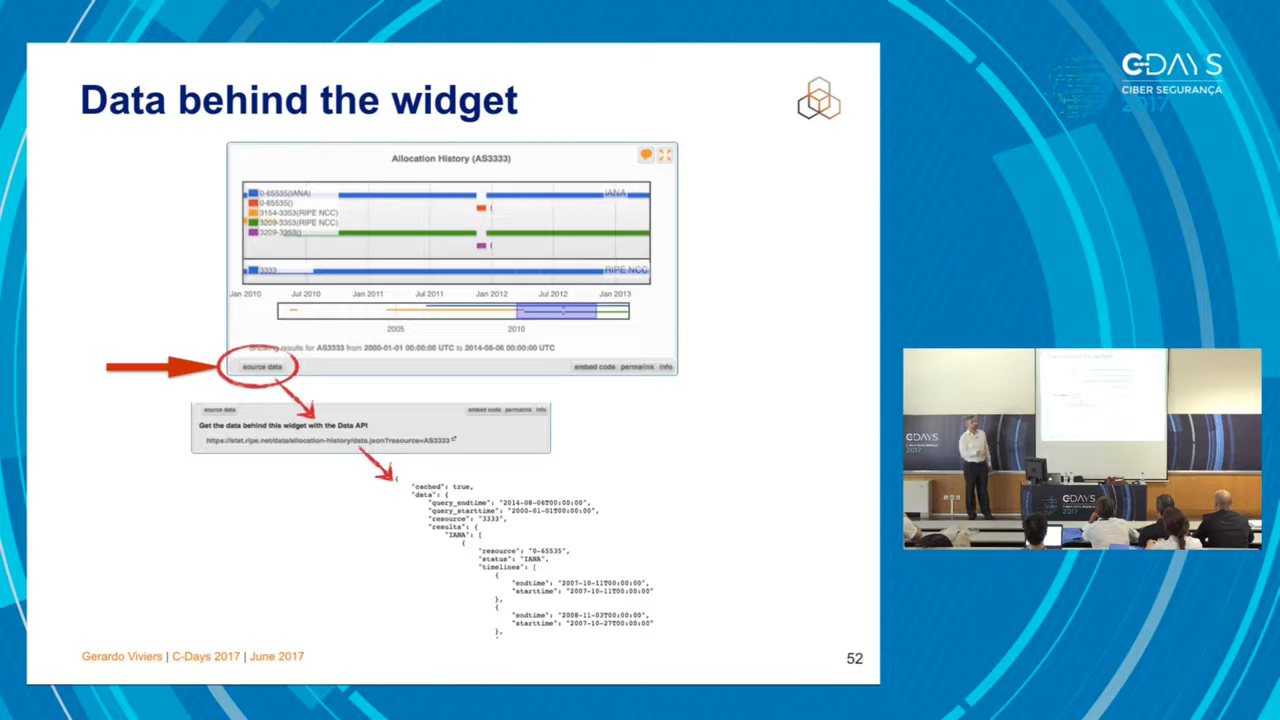 Data behind the widget
Allocation History (AS3333)
0-65535(IANA)
IANA
0-65535()
3154-3353(RIPE NCC)
3209-3353(RIPE NCC)
3209-3353()
3333
RIPE NCC
Jan 2010 Jul 2010 Jan 2011 Jul 2011 Jan 2012 Jul 2012 Jan 2013
2005 2010
showing results for AS3333 from 2000-01-01 00:00:00 UTC to 2014-08-06 00:00:00 UTC
source data embed code permalink info
source data embed code permalink info
Get the data behind this widget with the Data API
https://stat.ripe.net/data/allocation-history/data.json?resource=AS3333
{
"cached": true,
"data": {
"query_endtime": "2014-08-06T00:00:00",
"query_starttime": "2000-01-01T00:00:00",
"resource": "3333",
"results": {
"IANA": [
{
"resource": "0-65535",
"status": "IANA",
"timelines": [
{
"endtime": "2007-10-11T00:00:00",
"starttime": "2007-10-11T00:00:00"
},
{
"endtime": "2008-11-03T00:00:00",
"starttime": "2007-10-27T00:00:00"
},
Gerardo Viviers | C-Days 2017 | June 2017
52
C-DAYS
CIBER SEGURANÇA
2017
C-DAYS
2017
C-DAYS
2017